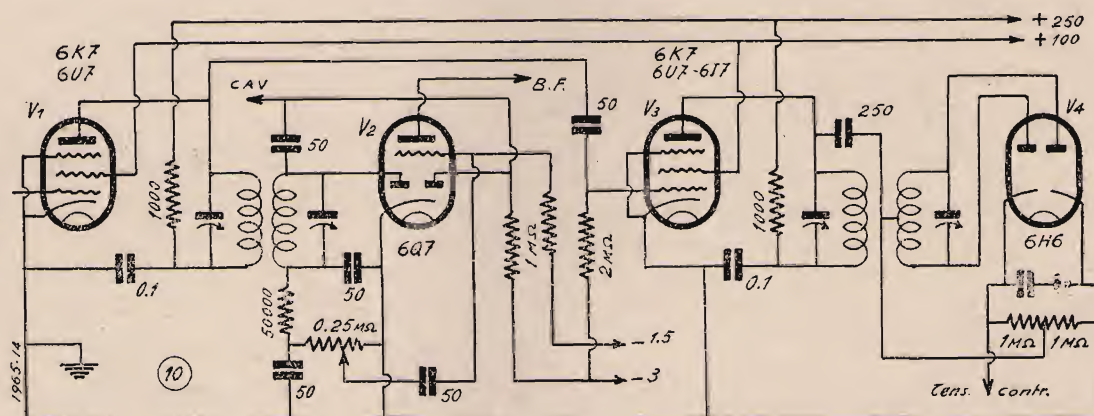 + 250
+ 100
6K7
6U7
6K7
6U7-6J7
CAV
B.F.
V1
V2
V3
V4
50
50
250
1000
1MΩ
2MΩ
1000
6Q7
6H6
0.1
50
50000
0.25MΩ
0.1
-1.5
-3
1MΩ
1MΩ
50
50
10
1965-14
Tens. contr.